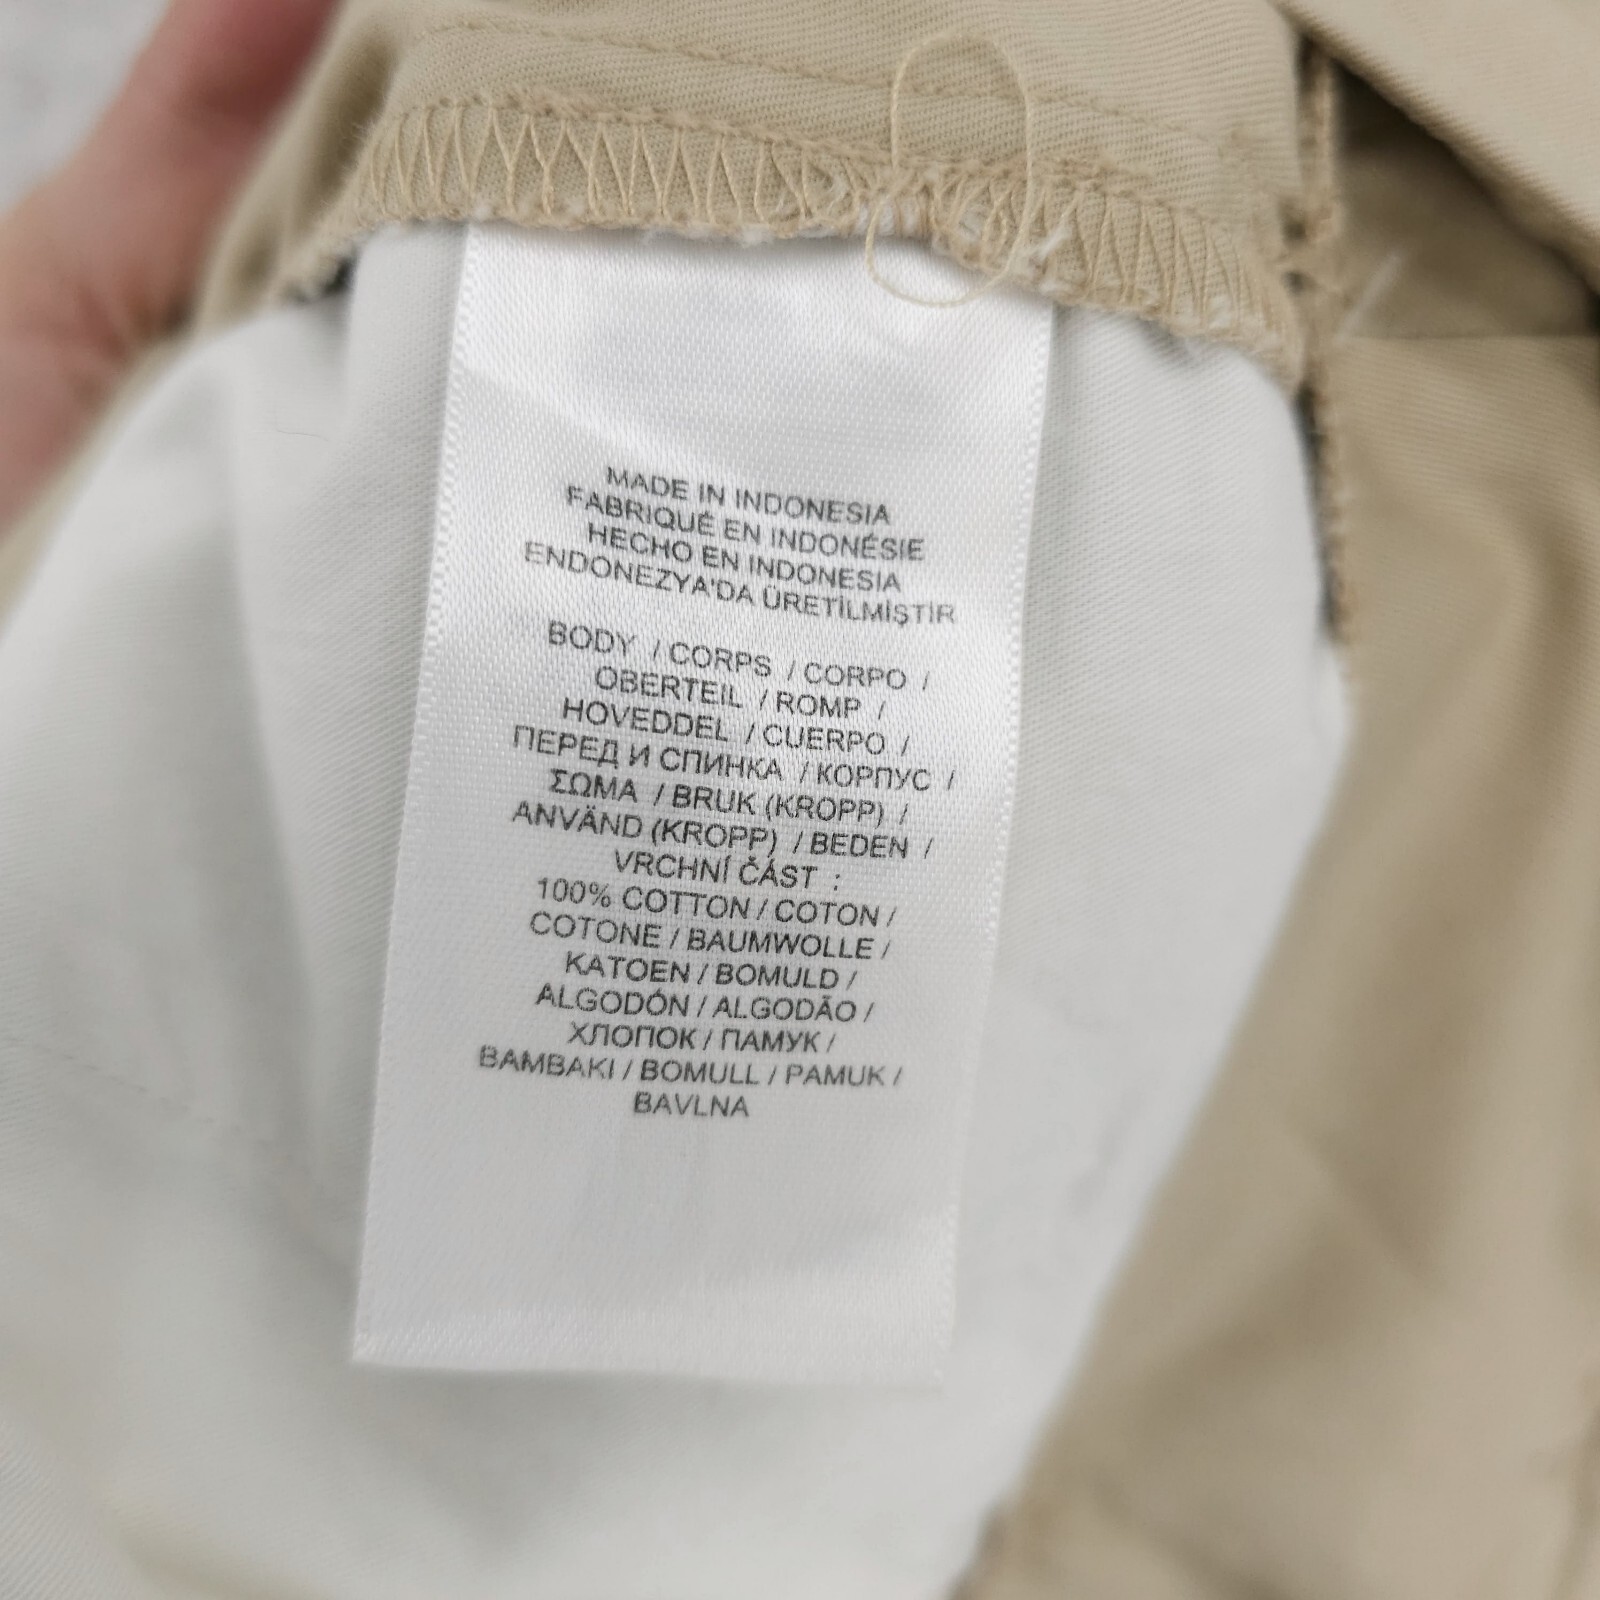 MADE IN INDONESIA
FABRIQUÉ EN INDONÉSIE
HECHO EN INDONESIA
ENDONEZYA'DA ÜRETİLMİŞTİR
BODY / CORPS / CORPO /
OBERTEIL / ROMP /
HOVEDDEL / CUERPO /
ПЕРЕД И СПИНКА / КОРПУС /
ΣΩΜΑ / BRUK (KROPP) /
ANVÄND (KROPP) / BEDEN /
VRCHNÍ ČÁST :
100% COTTON / COTON /
COTONE / BAUMWOLLE /
KATOEN / BOMULD /
ALGODÓN / ALGODÃO /
ХЛОПОК / ПАМУК /
BAMBAKI / BOMULL / PAMUK /
BAVLNA